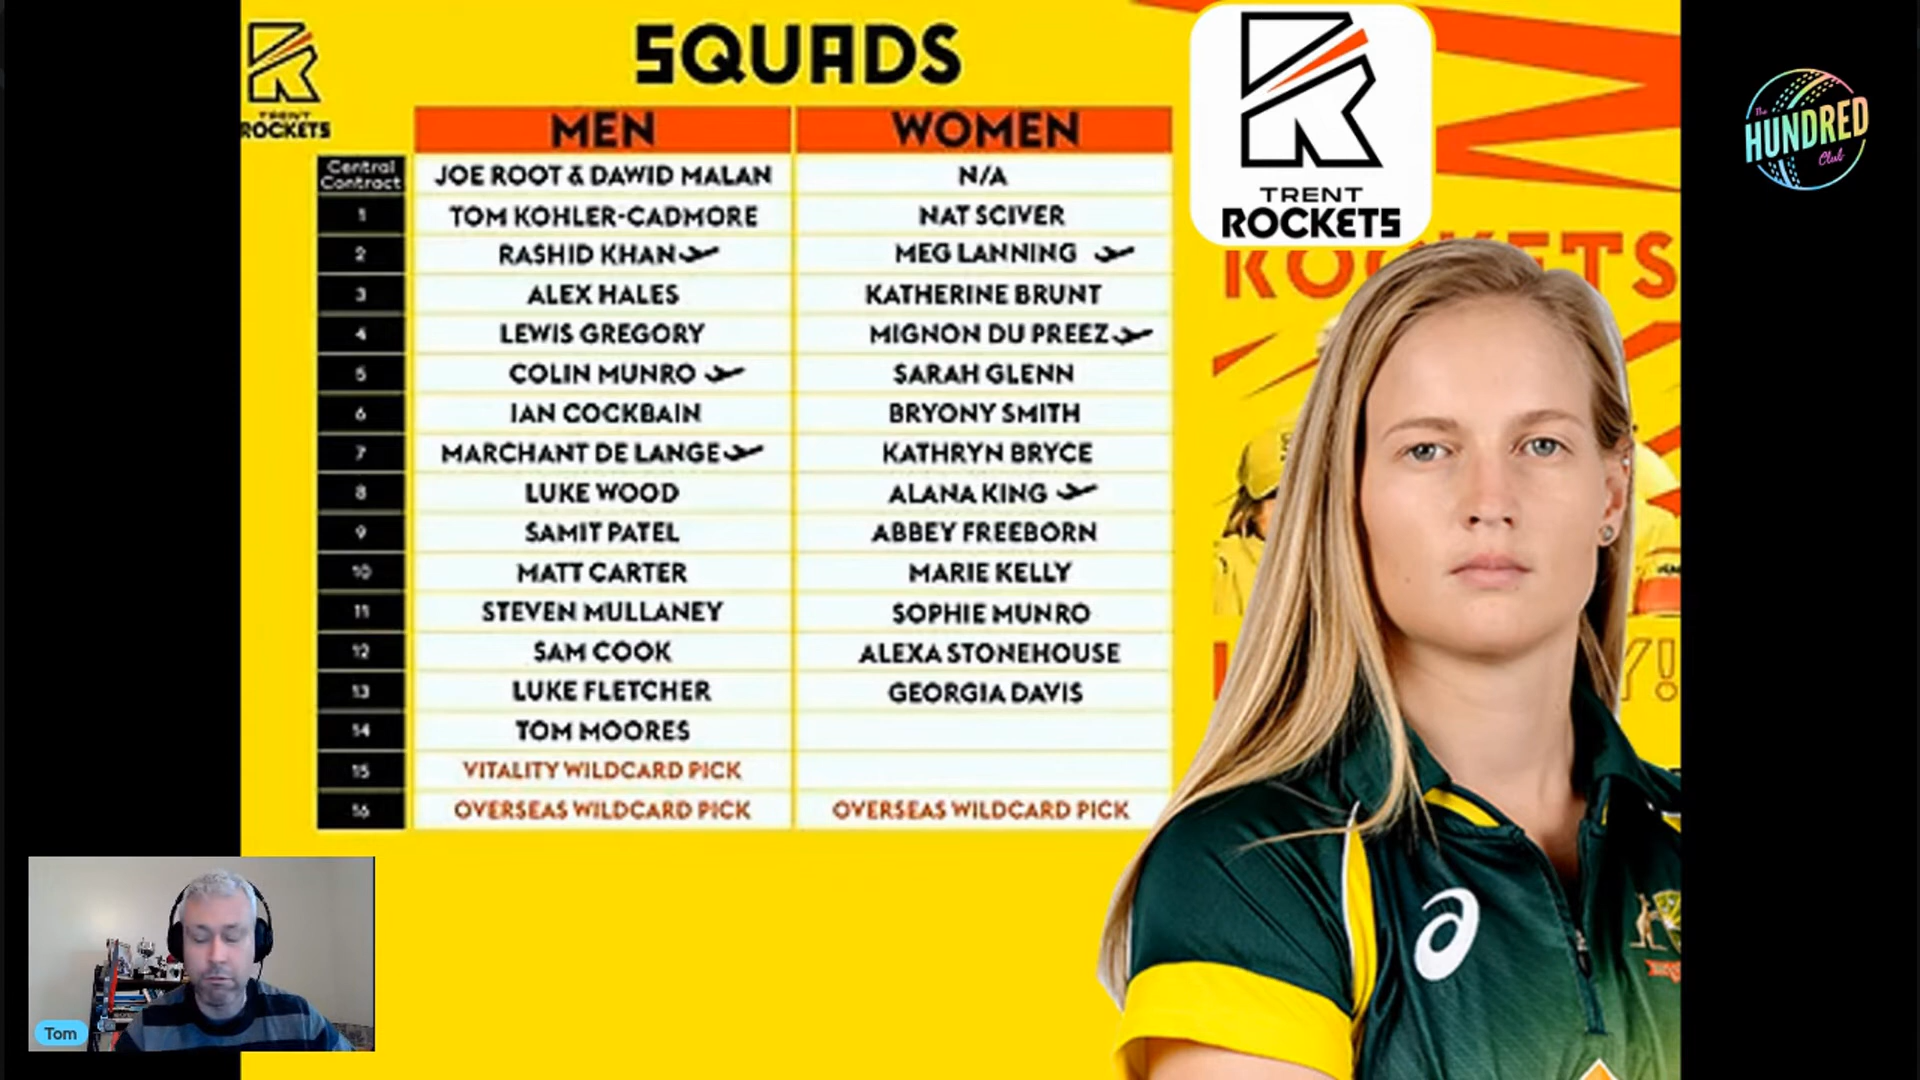 SQUADS
TRENT
ROCKETS
MEN WOMEN
Central Contract JOE ROOT & DAWID MALAN N/A
1 TOM KOHLER-CADMORE NAT SCIVER
2 RASHID KHAN MEG LANNING
3 ALEX HALES KATHERINE BRUNT
4 LEWIS GREGORY MIGNON DU PREEZ
5 COLIN MUNRO SARAH GLENN
6 IAN COCKBAIN BRYONY SMITH
7 MARCHANT DE LANGE KATHRYN BRYCE
8 LUKE WOOD ALANA KING
9 SAMIT PATEL ABBEY FREEBORN
10 MATT CARTER MARIE KELLY
11 STEVEN MULLANEY SOPHIE MUNRO
12 SAM COOK ALEXA STONEHOUSE
13 LUKE FLETCHER GEORGIA DAVIS
14 TOM MOORES
15 VITALITY WILDCARD PICK
16 OVERSEAS WILDCARD PICK OVERSEAS WILDCARD PICK
TRENT
ROCKETS
The
HUNDRED
Club
Tom